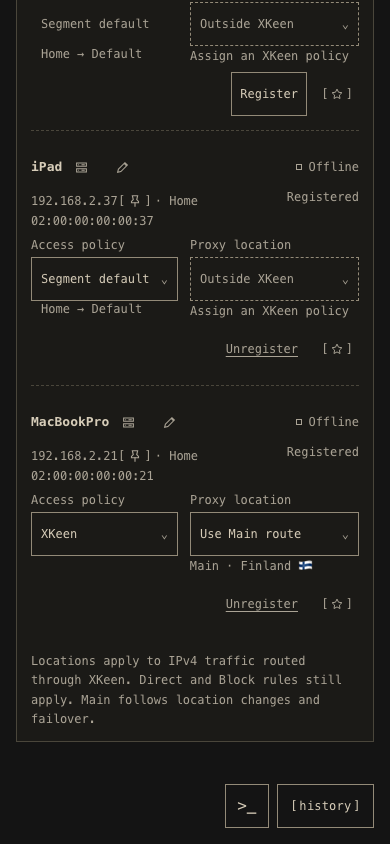 Segment default
Outside XKeen
Home → Default
Assign an XKeen policy
Register
[☆]
iPad
Offline
192.168.2.37[ ] · Home
Registered
02:00:00:00:00:37
Access policy
Proxy location
Segment default
Outside XKeen
Home → Default
Assign an XKeen policy
Unregister
[☆]
MacBookPro
Offline
192.168.2.21[ ] · Home
Registered
02:00:00:00:00:21
Access policy
Proxy location
XKeen
Use Main route
Main · Finland 🇫🇮
Unregister
[☆]
Locations apply to IPv4 traffic routed
through XKeen. Direct and Block rules still
apply. Main follows location changes and
failover.
>_
[history]